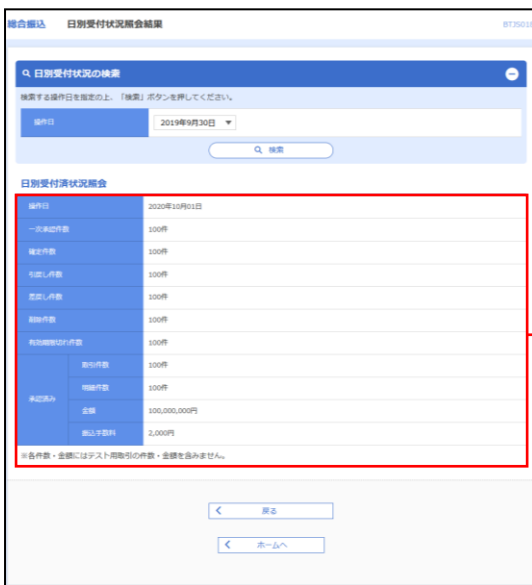 総合振込 日別受付状況照会結果 BTJS018
日別受付状況の検索
検索する操作日を指定の上、「検索」ボタンを押してください。
操作日 2019年9月30日
検索
日別受付済状況照会
操作日 2020年10月01日
一次承認件数 100件
確定件数 100件
引戻し件数 100件
差戻し件数 100件
削除件数 100件
有効期限切れ件数 100件
承認済み
取引件数 100件
明細件数 100件
金額 100,000,000円
振込手数料 2,000円
※各件数・金額にはテスト用取引の件数・金額を含みません。
戻る
ホームへ